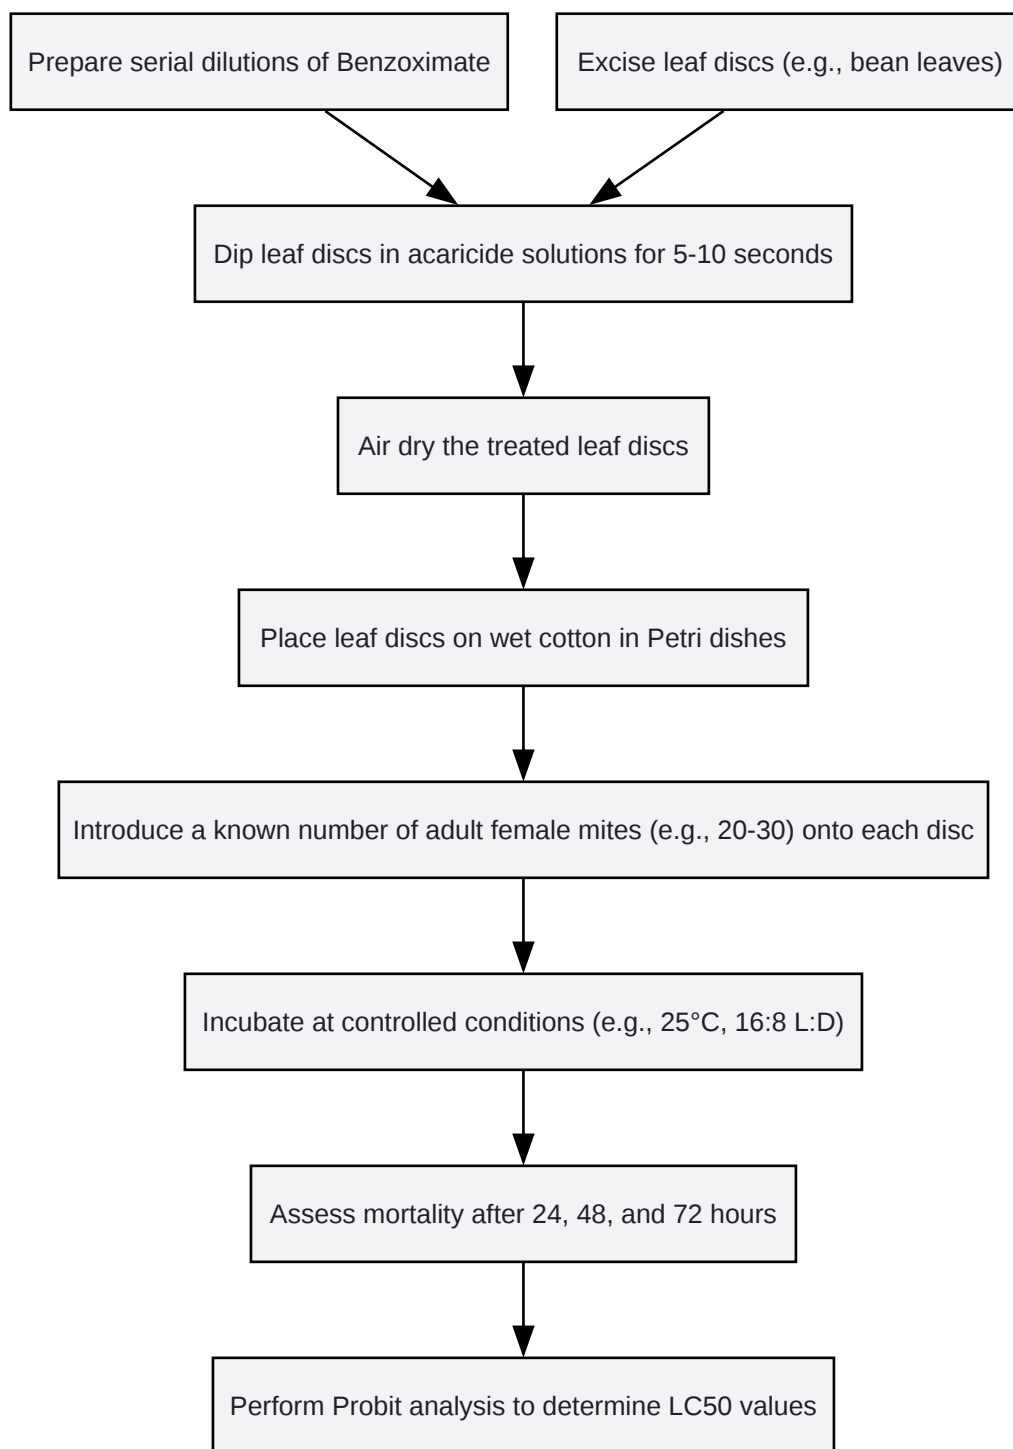 Prepare serial dilutions of Benzoximate
Excise leaf discs (e.g., bean leaves)
Dip leaf discs in acaricide solutions for 5-10 seconds
Air dry the treated leaf discs
Place leaf discs on wet cotton in Petri dishes
Introduce a known number of adult female mites (e.g., 20-30) onto each disc
Incubate at controlled conditions (e.g., 25°C, 16:8 L:D)
Assess mortality after 24, 48, and 72 hours
Perform Probit analysis to determine LC50 values